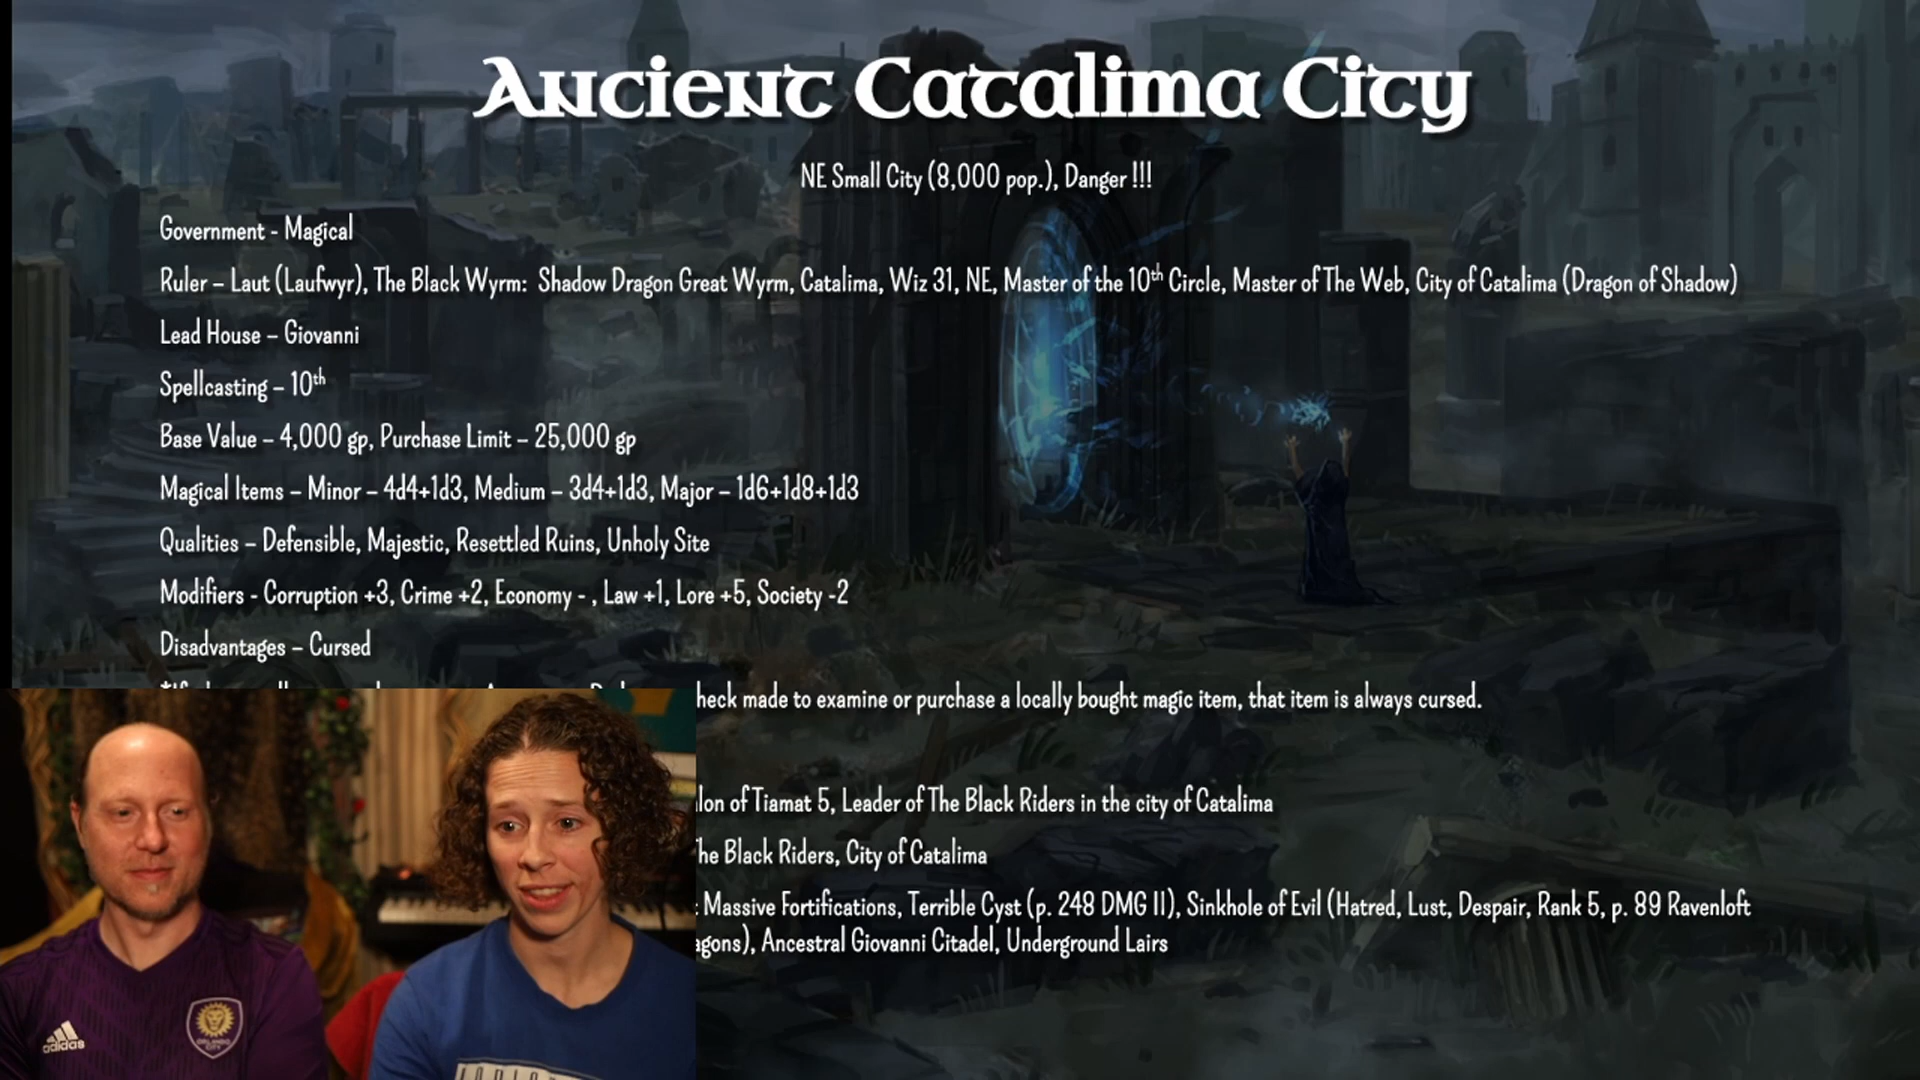 Ancient Catalima City
NE Small City (8,000 pop.), Danger !!!
Government - Magical
Ruler – Laut (Laufwyr), The Black Wyrm: Shadow Dragon Great Wyrm, Catalima, Wiz 31, NE, Master of the 10th Circle, Master of The Web, City of Catalima (Dragon of Shadow)
Lead House – Giovanni
Spellcasting – 10th
Base Value – 4,000 gp, Purchase Limit – 25,000 gp
Magical Items – Minor – 4d4+1d3, Medium – 3d4+1d3, Major – 1d6+1d8+1d3
Qualities – Defensible, Majestic, Resettled Ruins, Unholy Site
Modifiers - Corruption +3, Crime +2, Economy - , Law +1, Lore +5, Society -2
Disadvantages – Cursed
heck made to examine or purchase a locally bought magic item, that item is always cursed.
lon of Tiamat 5, Leader of The Black Riders in the city of Catalima
The Black Riders, City of Catalima
: Massive Fortifications, Terrible Cyst (p. 248 DMG II), Sinkhole of Evil (Hatred, Lust, Despair, Rank 5, p. 89 Ravenloft
agons), Ancestral Giovanni Citadel, Underground Lairs
adidas
ORLANDO
CITY